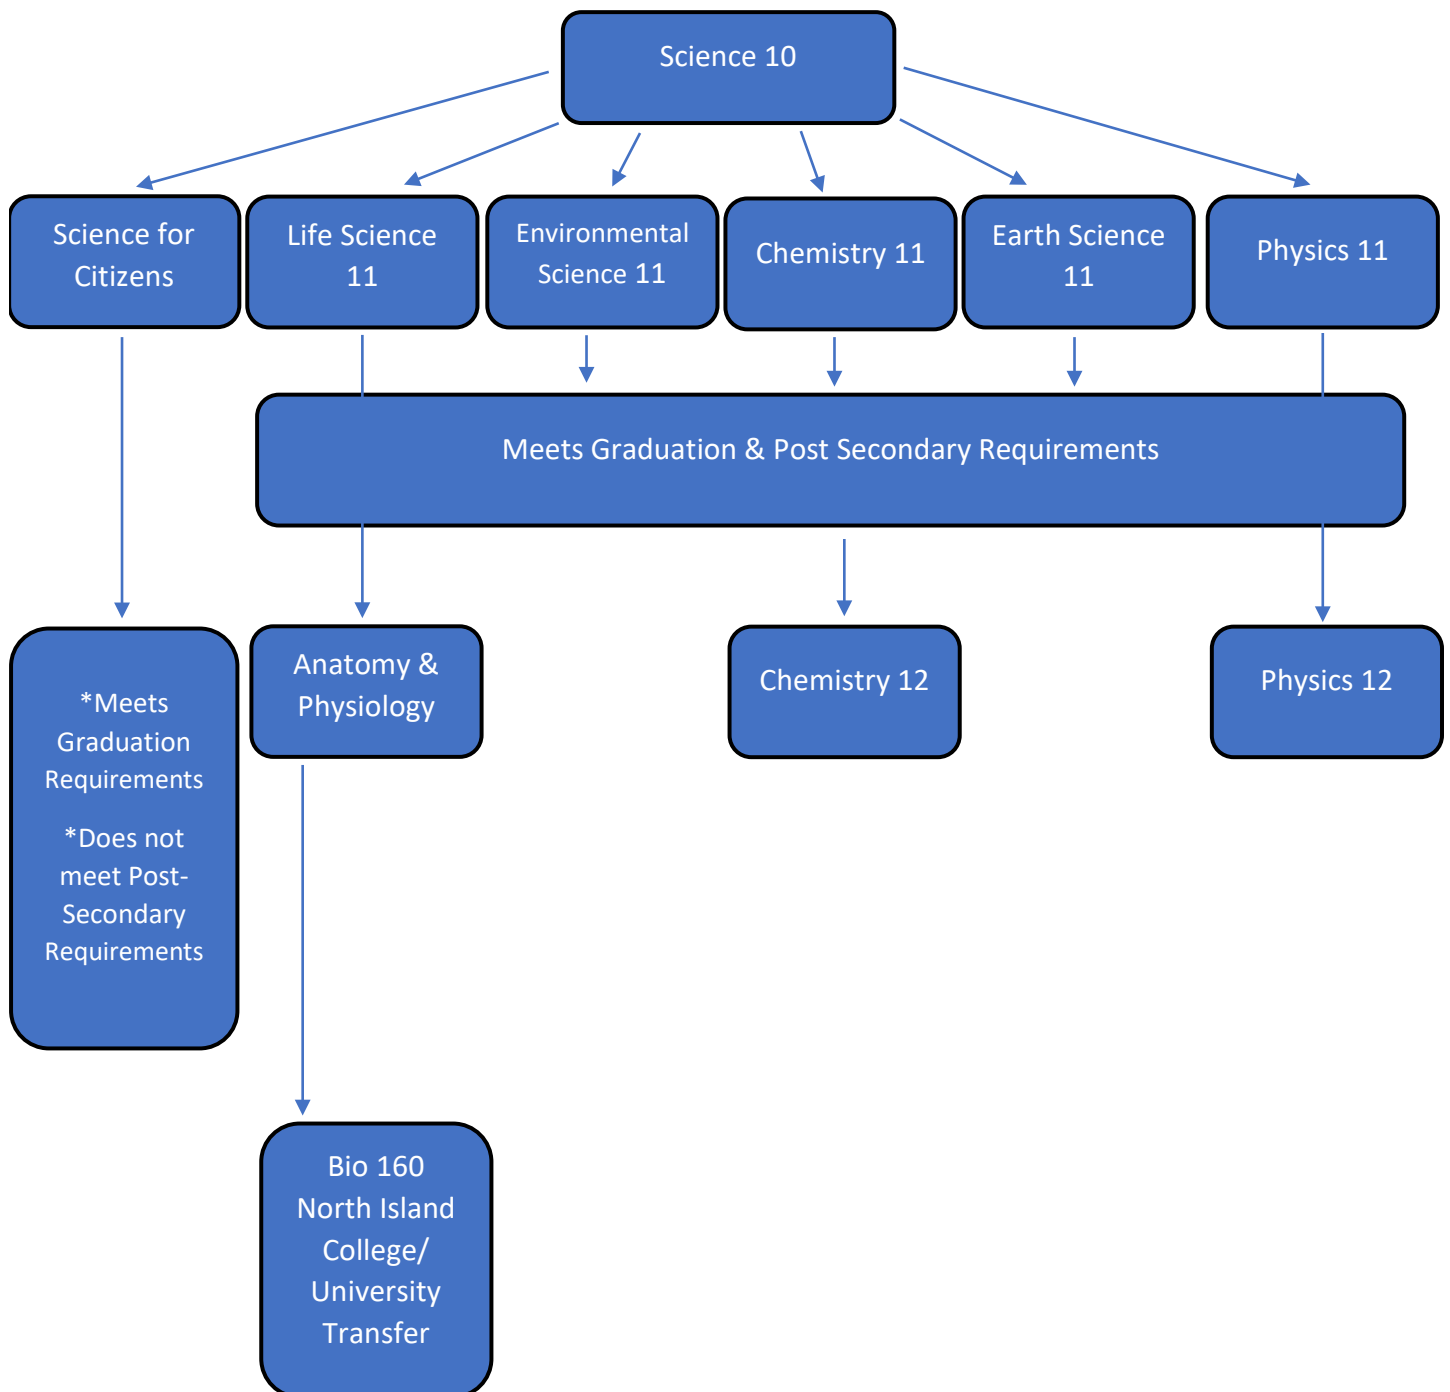 Science 10
Science for
Citizens
Life Science
11
Environmental
Science 11
Chemistry 11
Earth Science
11
Physics 11
Meets Graduation & Post Secondary Requirements
*Meets
Graduation
Requirements
*Does not
meet Post-
Secondary
Requirements
Anatomy &
Physiology
Chemistry 12
Physics 12
Bio 160
North Island
College/
University
Transfer